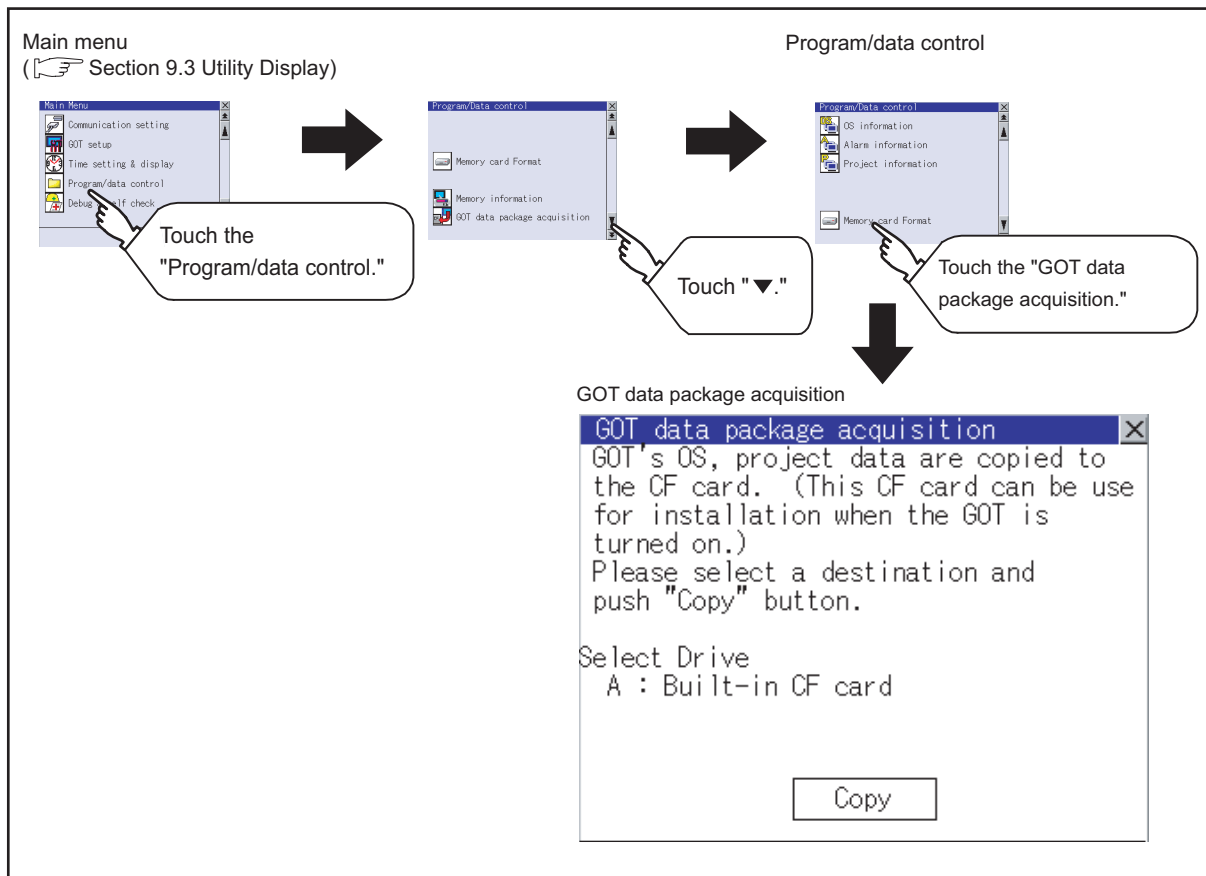 Main menu
( Section 9.3 Utility Display)
Program/data control
Main Menu
Communication setting
GOT setup
Time setting & display
Program/data control
Debug self check
Touch the
"Program/data control."
Program/Data control
Memory card Format
Memory information
GOT data package acquisition
Touch "▼."
Program/Data control
OS information
Alarm information
Project information
Memory card Format
Touch the "GOT data
package acquisition."
GOT data package acquisition
GOT data package acquisition
GOT's OS, project data are copied to
the CF card. (This CF card can be use
for installation when the GOT is
turned on.)
Please select a destination and
push "Copy" button.
Select Drive
A : Built-in CF card
Copy